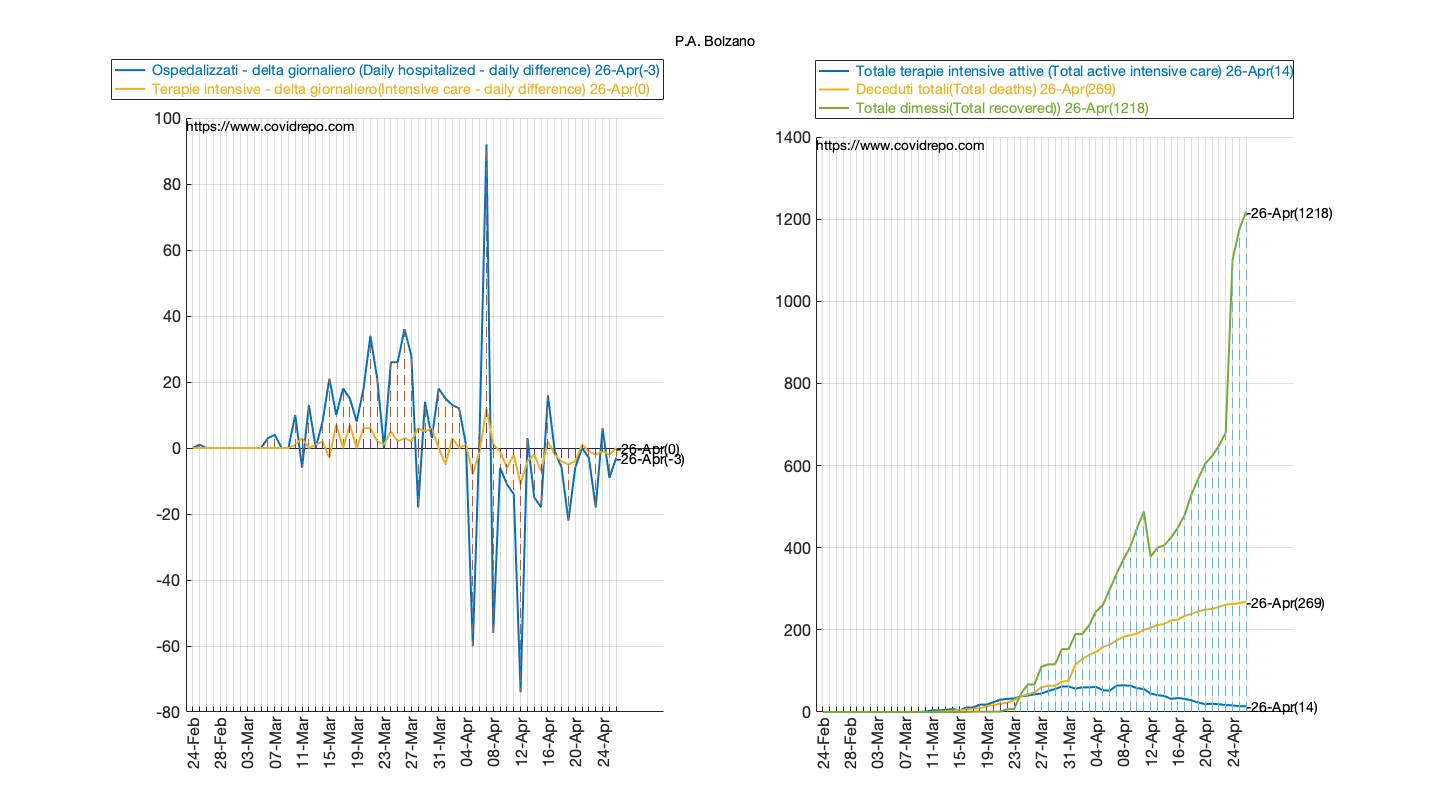 P.A. Bolzano
Ospedalizzati - delta giornaliero (Daily hospitalized - daily difference) 26-Apr(-3)
Terapie intensive - delta giornaliero(Intensive care - daily difference) 26-Apr(0)
https://www.covidrepo.com
100
80
60
40
20
0
-20
-40
-60
-80
-26-Apr(0)
-26-Apr(-3)
24-Feb
28-Feb
03-Mar
07-Mar
11-Mar
15-Mar
19-Mar
23-Mar
27-Mar
31-Mar
04-Apr
08-Apr
12-Apr
16-Apr
20-Apr
24-Apr
Totale terapie intensive attive (Total active intensive care) 26-Apr(14)
Deceduti totali(Total deaths) 26-Apr(269)
Totale dimessi(Total recovered)) 26-Apr(1218)
https://www.covidrepo.com
1400
1200
1000
800
600
400
200
0
-26-Apr(1218)
-26-Apr(269)
-26-Apr(14)
24-Feb
28-Feb
03-Mar
07-Mar
11-Mar
15-Mar
19-Mar
23-Mar
27-Mar
31-Mar
04-Apr
08-Apr
12-Apr
16-Apr
20-Apr
24-Apr